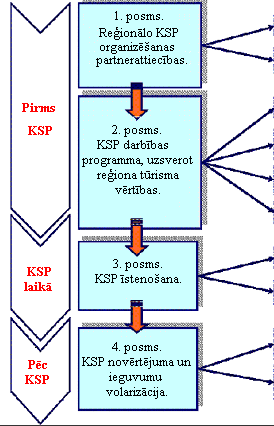 1. posms.
Reģionālo KSP
organizēšanas
partnerattiecības.
Pirms
KSP
2. posms.
KSP darbības
programma, uzsverot
reģiona tūrisma
vērtības.
KSP
laikā
3. posms.
KSP īstenošana.
Pēc
KSP
4. posms.
KSP novērtējuma un
ieguvumu
volarizācija.